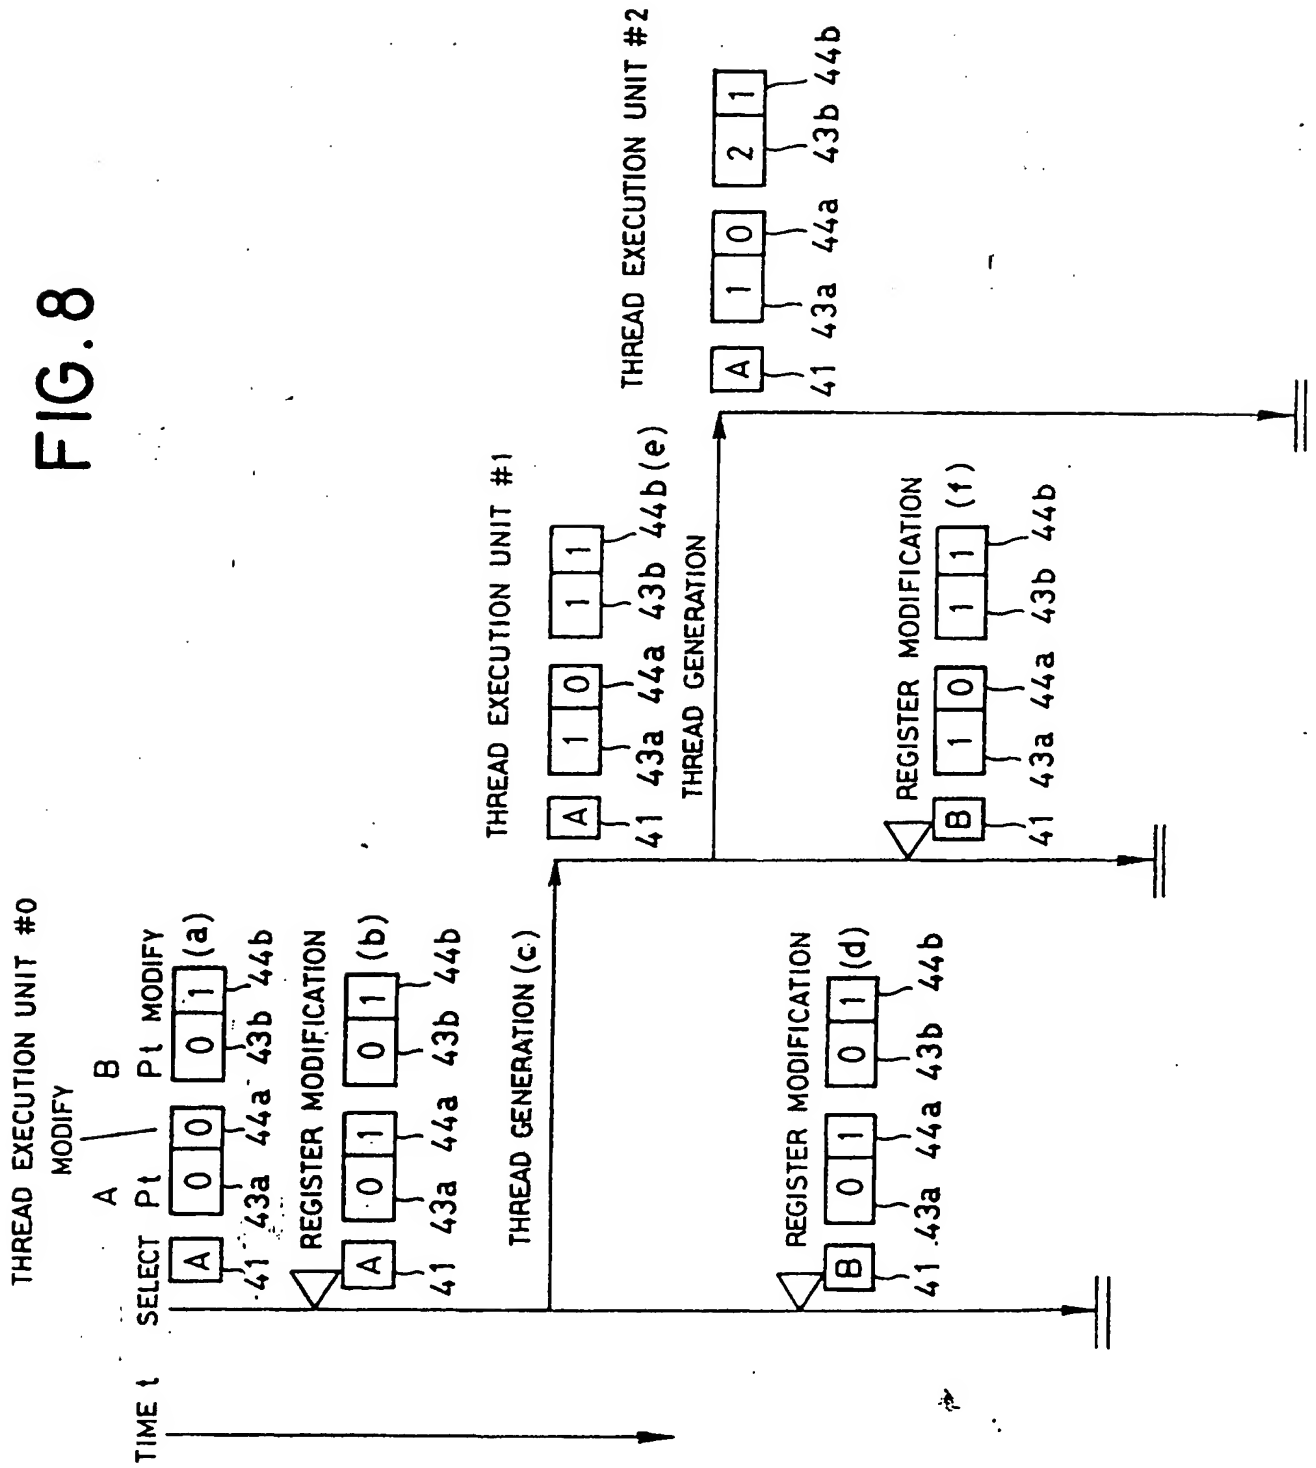 FIG. 8
THREAD EXECUTION UNIT #0
MODIFY
A B
TIME t SELECT Pt Pt MODIFY
A 0 0 0 1 (a)
41 43a 44a 43b 44b
REGISTER MODIFICATION
A 0 1 0 1 (b)
41 43a 44a 43b 44b
THREAD GENERATION (c)
REGISTER MODIFICATION
B 0 1 0 1 (d)
41 43a 44a 43b 44b
THREAD EXECUTION UNIT #1
A 1 0 1 1
41 43a 44a 43b 44b (e)
THREAD GENERATION
REGISTER MODIFICATION
B 1 0 1 1 (f)
41 43a 44a 43b 44b
THREAD EXECUTION UNIT #2
A 1 0 2 1
41 43a 44a 43b 44b